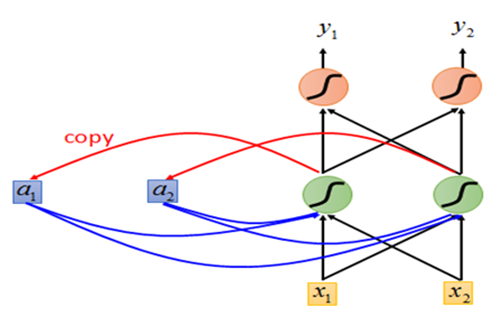 y₁ y₂
copy
a₁ a₂
x₁ x₂